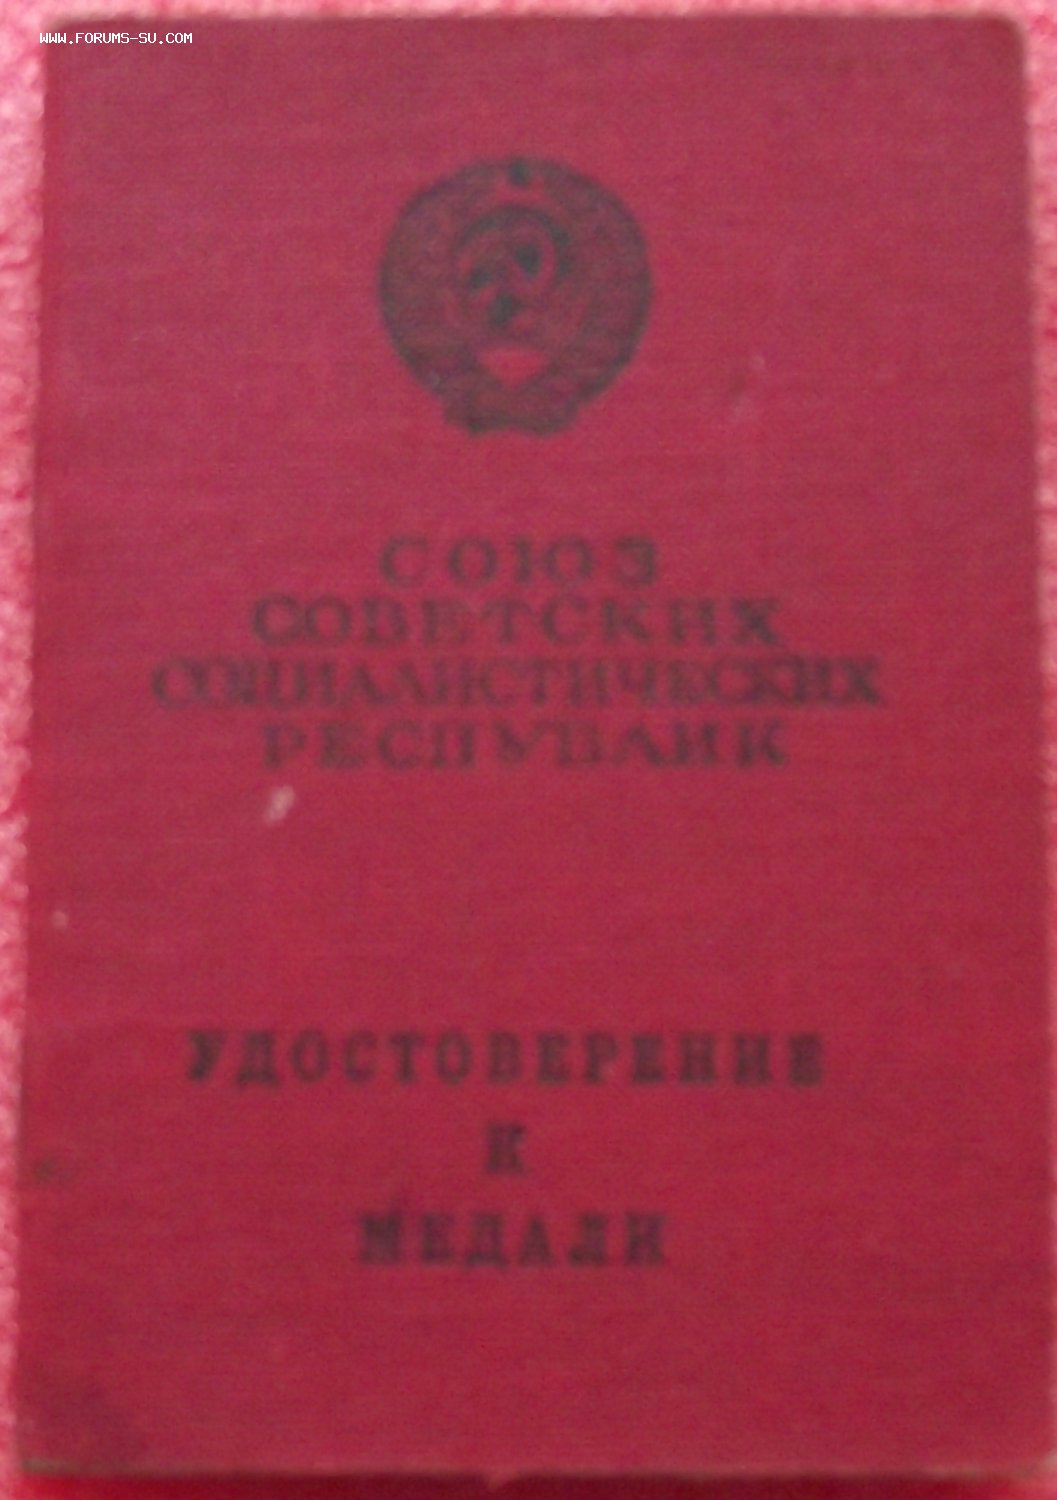 WWW.FORUMS-SU.COM
СОЮЗ
СОВЕТСКИХ
СОЦИАЛИСТИЧЕСКИХ
РЕСПУБЛИК
УДОСТОВЕРЕНИЕ
К
МЕДАЛИ